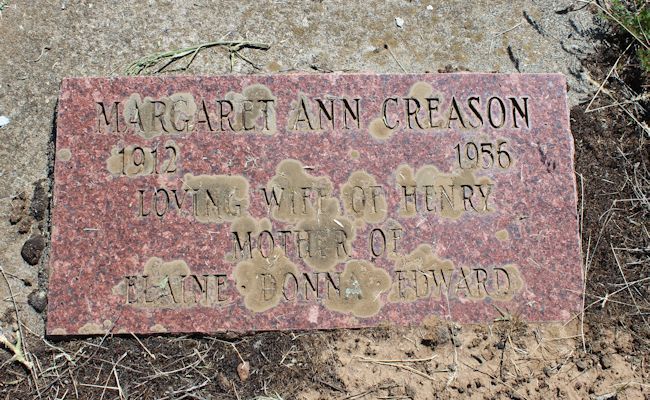 MARGARET ANN CREASON
1912 1956
LOVING WIFE OF HENRY
MOTHER OF
ELAINE · DONNA · EDWARD